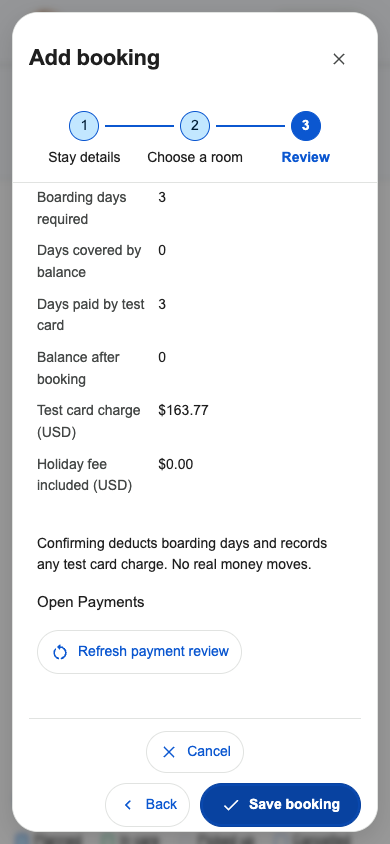 Add booking
1
2
3
Stay details
Choose a room
Review
Boarding days required
3
Days covered by balance
0
Days paid by test card
3
Balance after booking
0
Test card charge (USD)
$163.77
Holiday fee included (USD)
$0.00
Confirming deducts boarding days and records
any test card charge. No real money moves.
Open Payments
Refresh payment review
Cancel
Back
Save booking